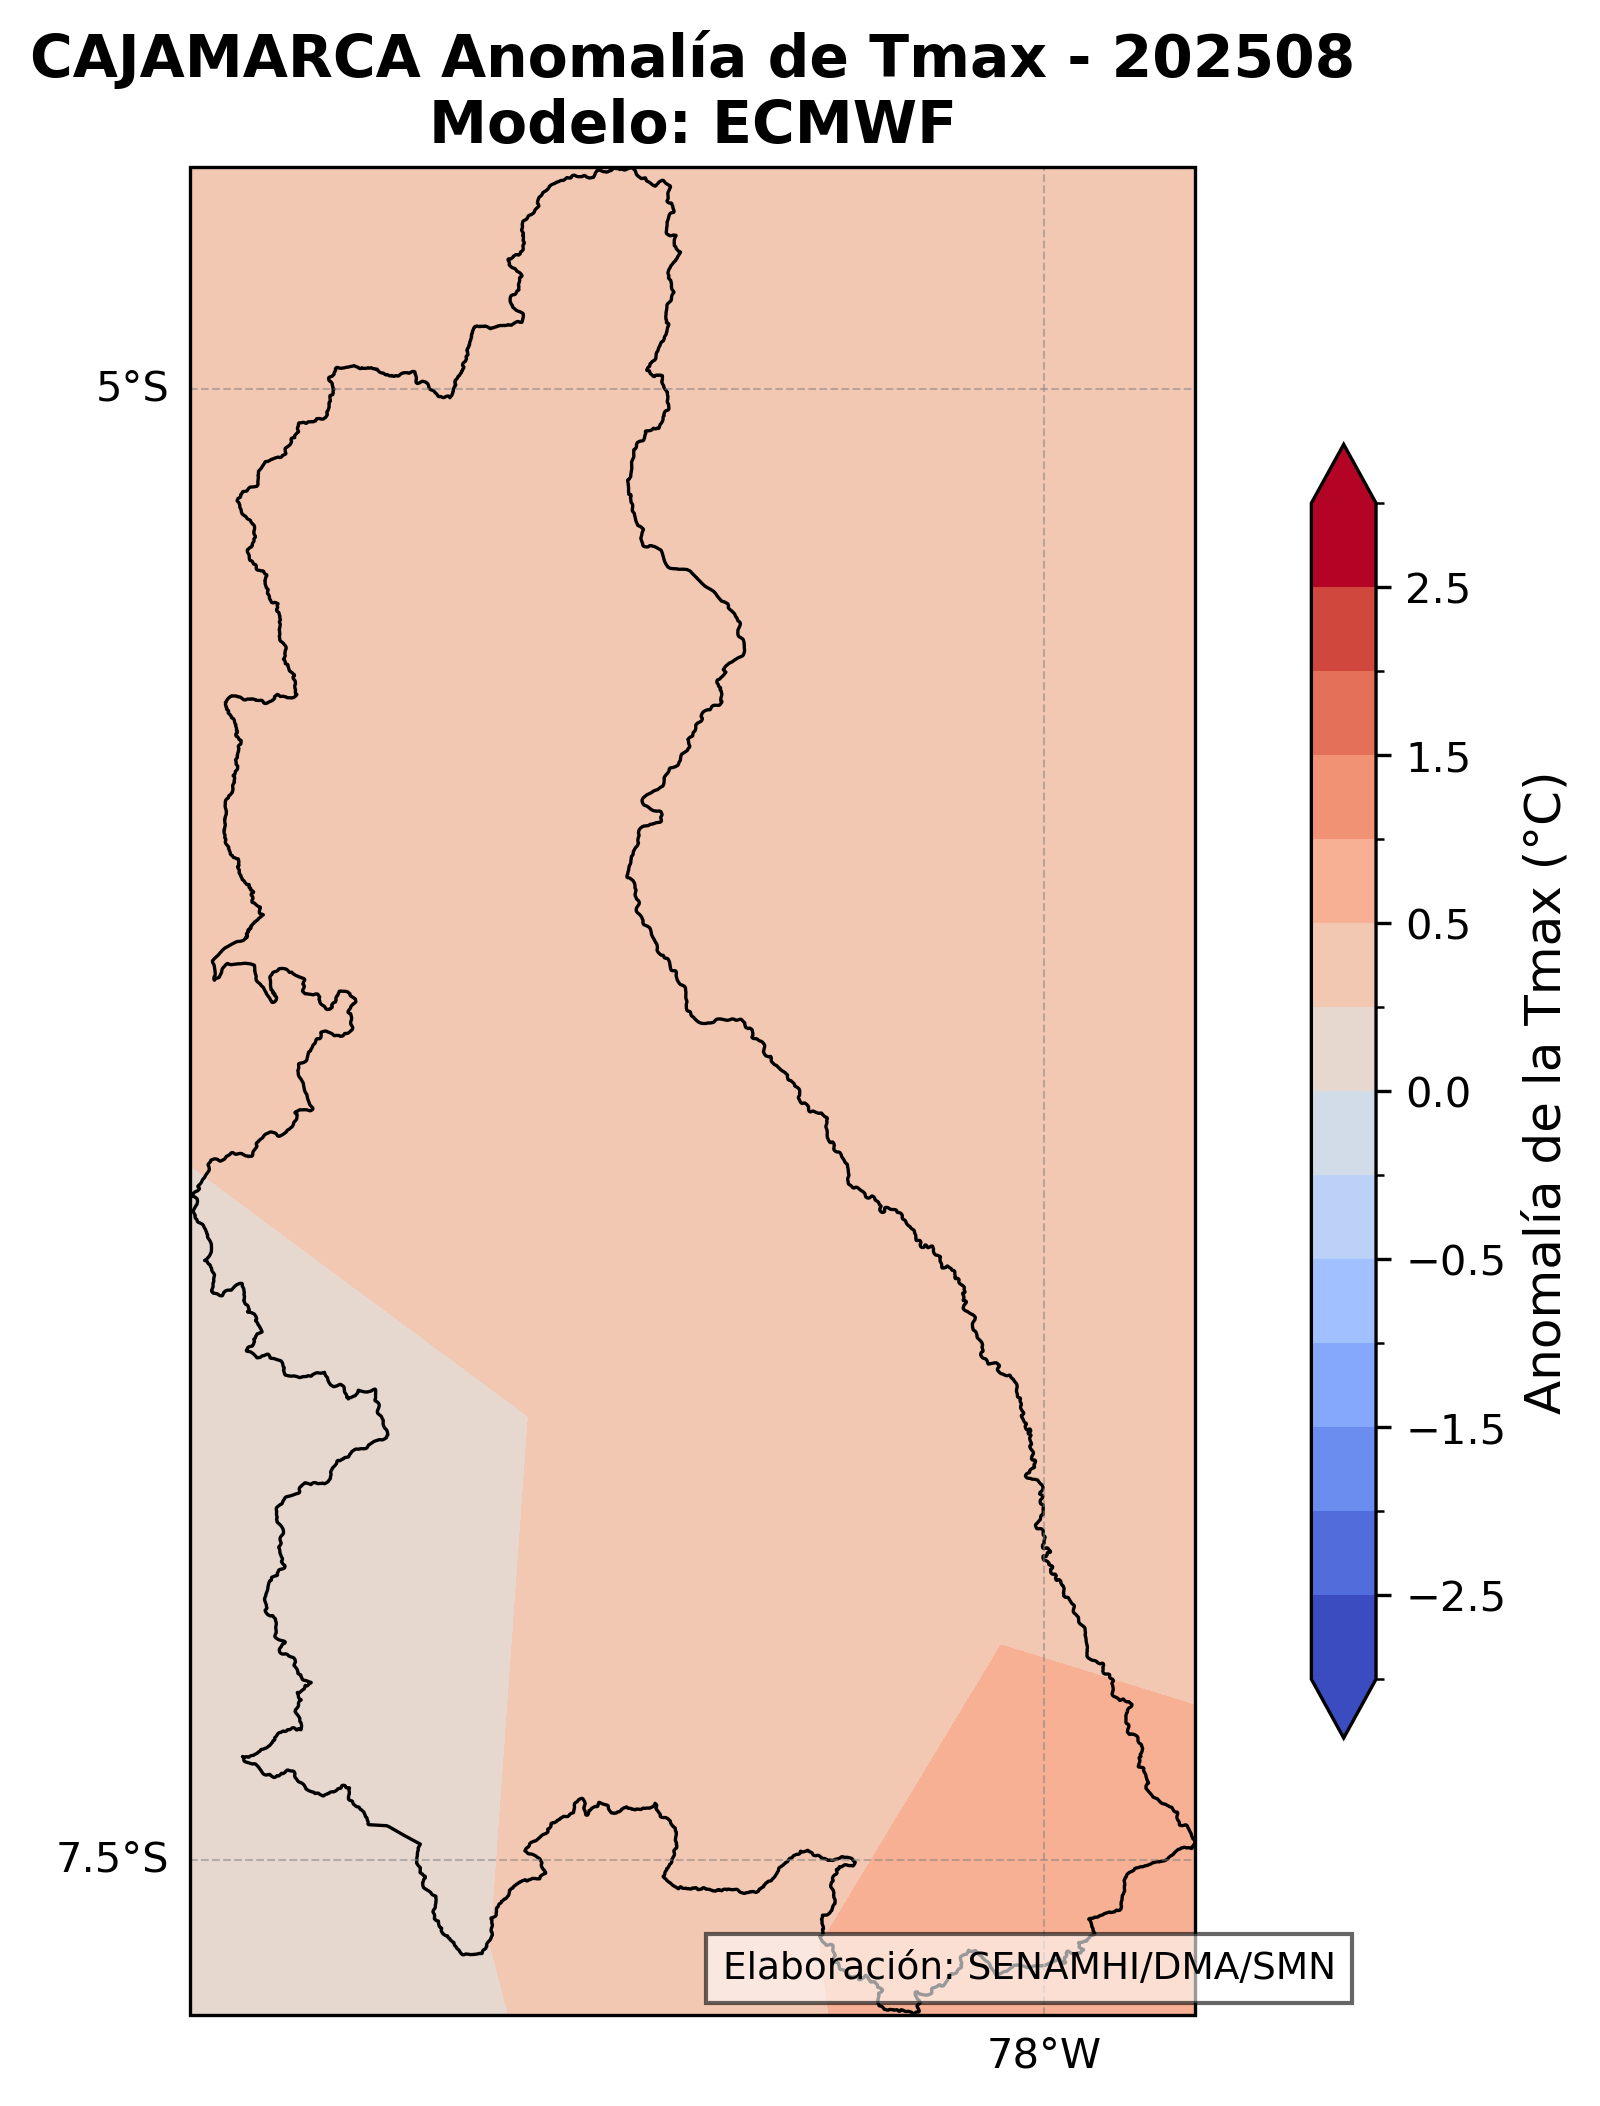 CAJAMARCA Anomalía de Tmax - 202508
Modelo: ECMWF
5°S
7.5°S
78°W
2.5
1.5
0.5
0.0
−0.5
−1.5
−2.5
Anomalía de la Tmax (°C)
Elaboración: SENAMHI/DMA/SMN